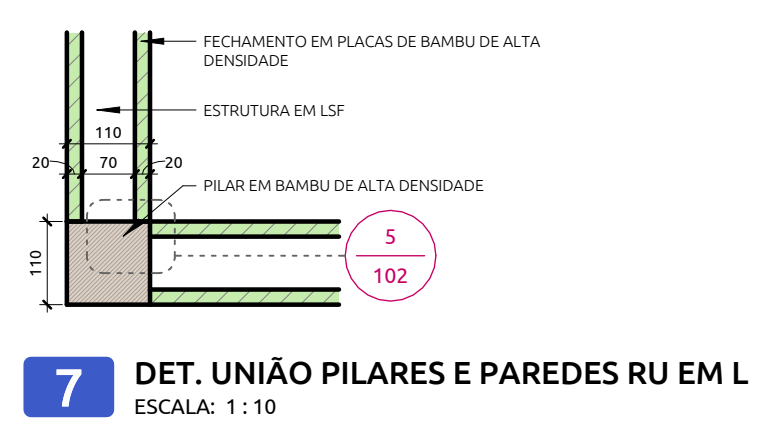 FECHAMENTO EM PLACAS DE BAMBU DE ALTA
DENSIDADE
ESTRUTURA EM LSF
110
20 70 20
PILAR EM BAMBU DE ALTA DENSIDADE
110
5
102
7 DET. UNIÃO PILARES E PAREDES RU EM L
ESCALA: 1 : 10